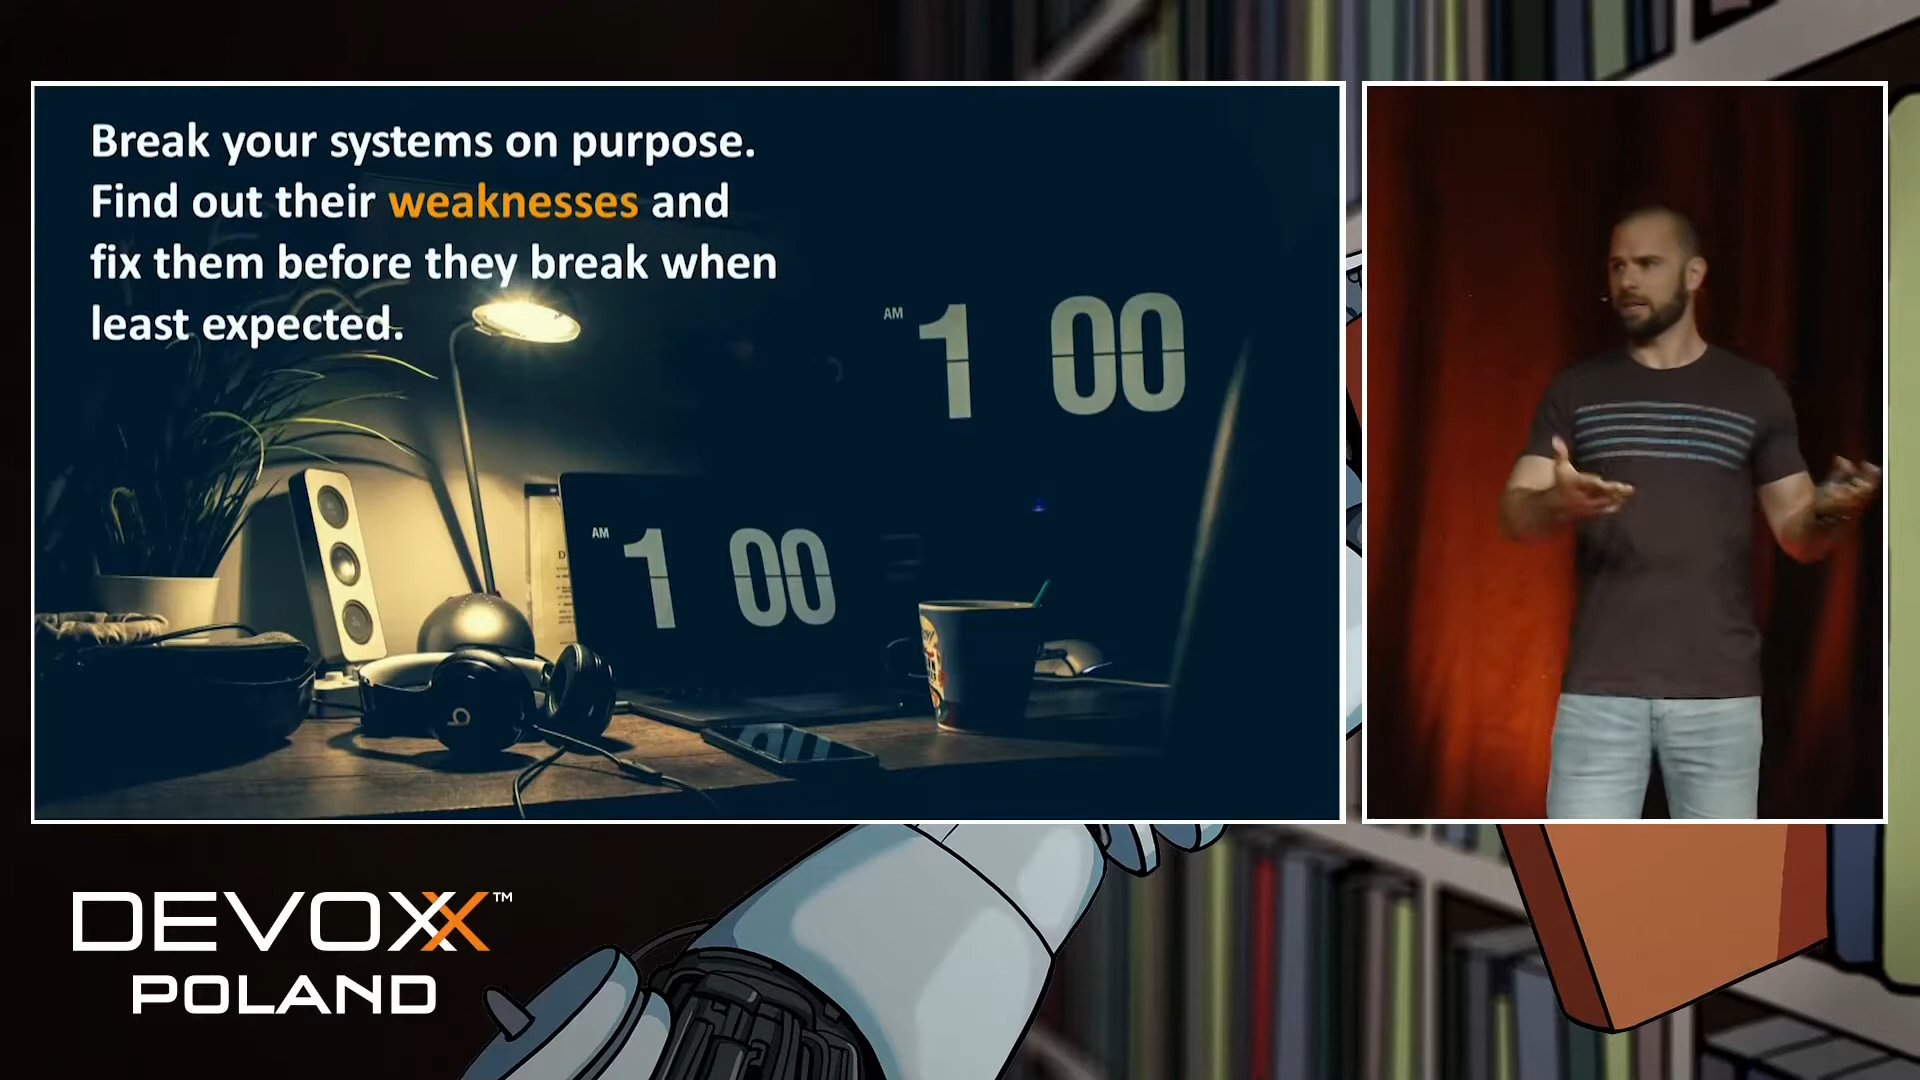 Break your systems on purpose.
Find out their weaknesses and
fix them before they break when
least expected.
AM
1 00
AM
1 00
DEVOXX™
POLAND